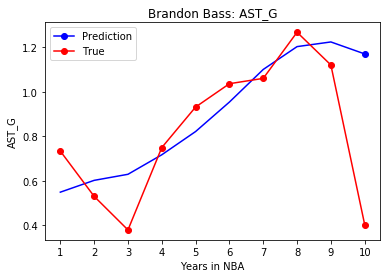 Brandon Bass: AST_G
Prediction
True
AST_G
1.2
1.0
0.8
0.6
0.4
1 2 3 4 5 6 7 8 9 10
Years in NBA